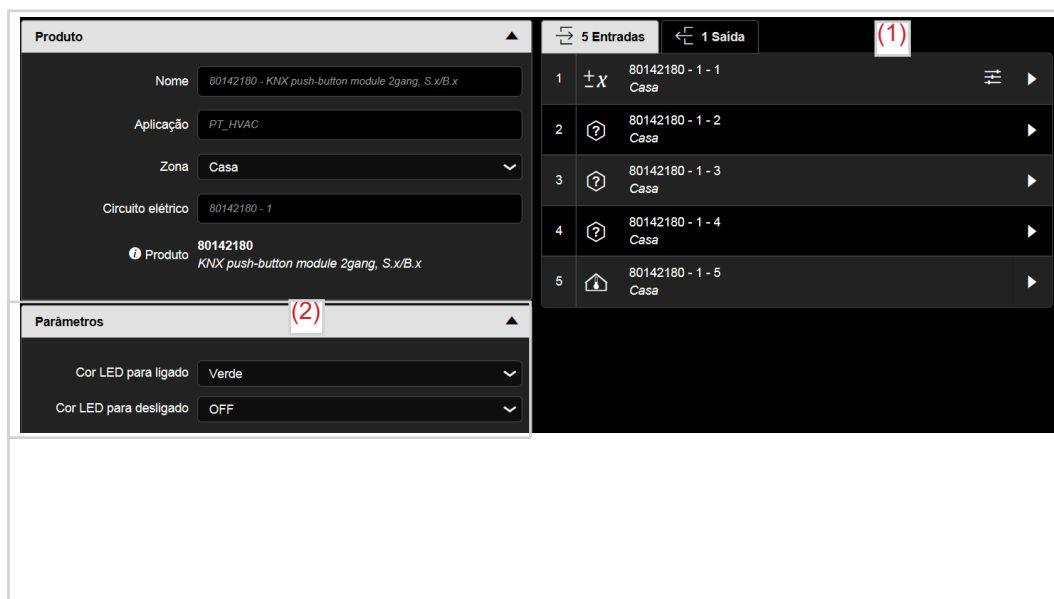 Produto
Nome 80142180 - KNX push-button module 2gang, S.x/B.x
Aplicação PT_HVAC
Zona Casa
Circuito elétrico 80142180 - 1
Produto 80142180
KNX push-button module 2gang, S.x/B.x
(2)
Parâmetros
Cor LED para ligado Verde
Cor LED para desligado OFF
5 Entradas 1 Saída
(1)
1 ±x 80142180 - 1 - 1
Casa
2 80142180 - 1 - 2
Casa
3 80142180 - 1 - 3
Casa
4 80142180 - 1 - 4
Casa
5 80142180 - 1 - 5
Casa